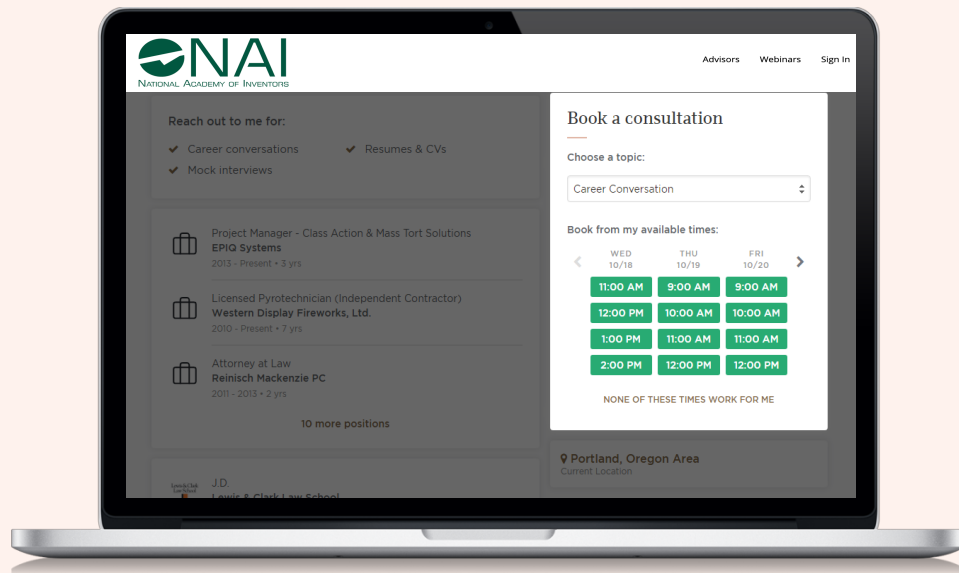 NAI
NATIONAL ACADEMY OF INVENTORS
Advisors Webinars Sign In
Reach out to me for:
Career conversations Resumes & CVs
Mock interviews
Project Manager - Class Action & Mass Tort Solutions
EPIQ Systems
2013 - Present • 3 yrs
Licensed Pyrotechnician (Independent Contractor)
Western Display Fireworks, Ltd.
2010 - Present • 7 yrs
Attorney at Law
Reinisch Mackenzie PC
2011 - 2013 • 2 yrs
10 more positions
Lewis & Clark
Law School
J.D.
Lewis & Clark Law School
Book a consultation
Choose a topic:
Career Conversation
Book from my available times:
WED THU FRI
10/18 10/19 10/20
11:00 AM 9:00 AM 9:00 AM
12:00 PM 10:00 AM 10:00 AM
1:00 PM 11:00 AM 11:00 AM
2:00 PM 12:00 PM 12:00 PM
NONE OF THESE TIMES WORK FOR ME
Portland, Oregon Area
Current Location